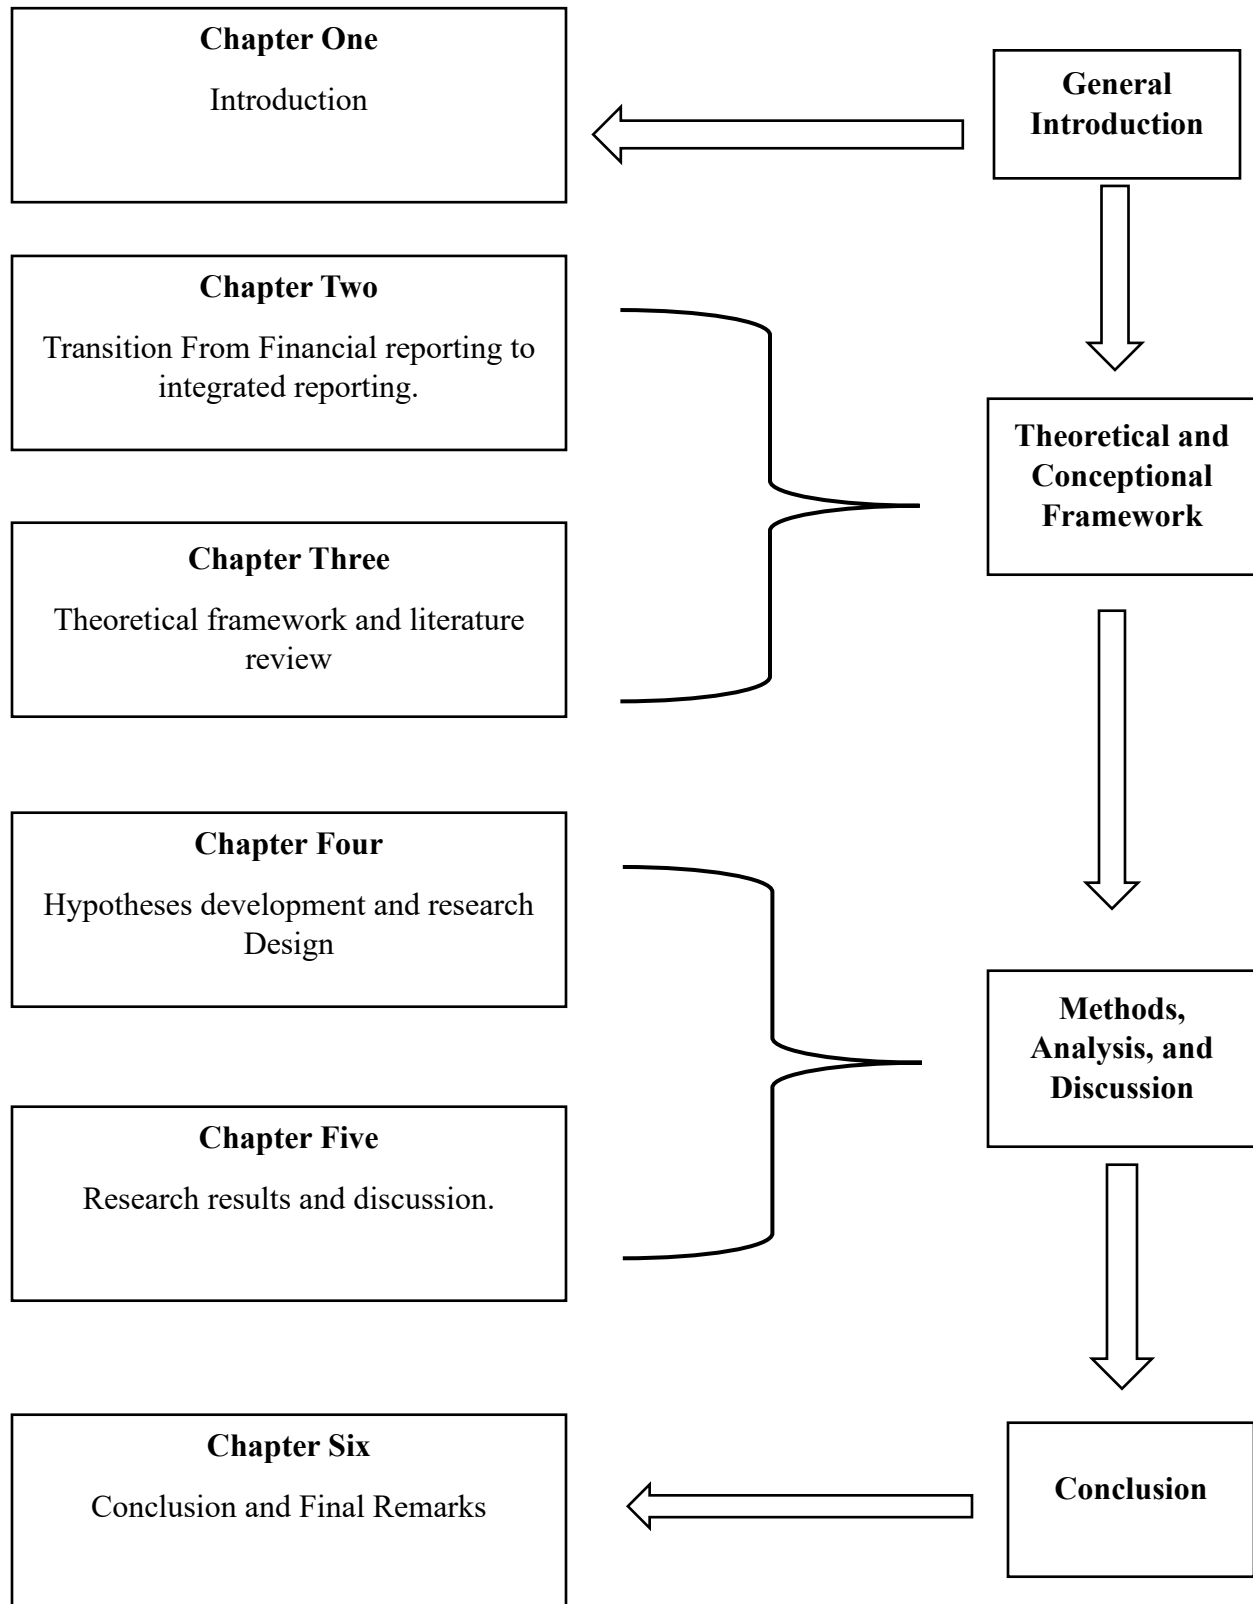 Chapter One
Introduction
General
Introduction
Chapter Two
Transition From Financial reporting to
integrated reporting.
Theoretical and
Conceptional
Framework
Chapter Three
Theoretical framework and literature
review
Chapter Four
Hypotheses development and research
Design
Methods,
Analysis, and
Discussion
Chapter Five
Research results and discussion.
Chapter Six
Conclusion and Final Remarks
Conclusion